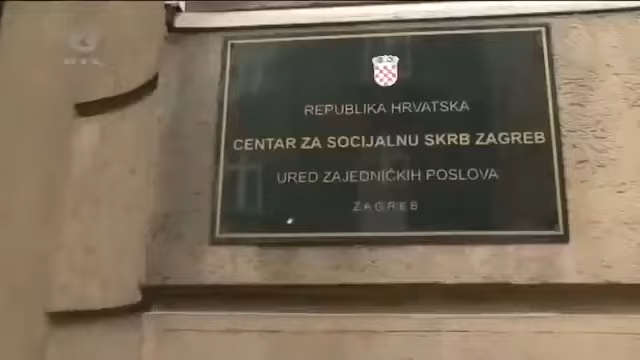 REPUBLIKA HRVATSKA
CENTAR ZA SOCIJALNU SKRB ZAGREB
URED ZAJEDNIČKIH POSLOVA
ZAGREB